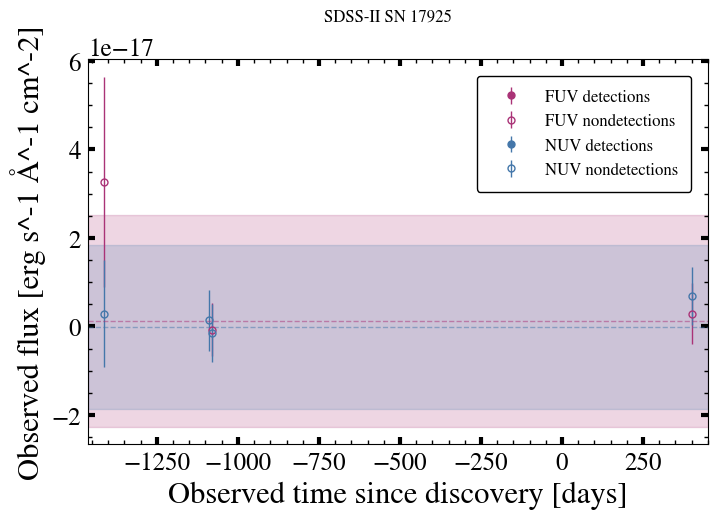 SDSS-II SN 17925
1e−17
Observed flux [erg s^-1 Å^-1 cm^-2]
6
4
2
0
−2
FUV detections
FUV nondetections
NUV detections
NUV nondetections
−1250 −1000 −750 −500 −250 0 250
Observed time since discovery [days]